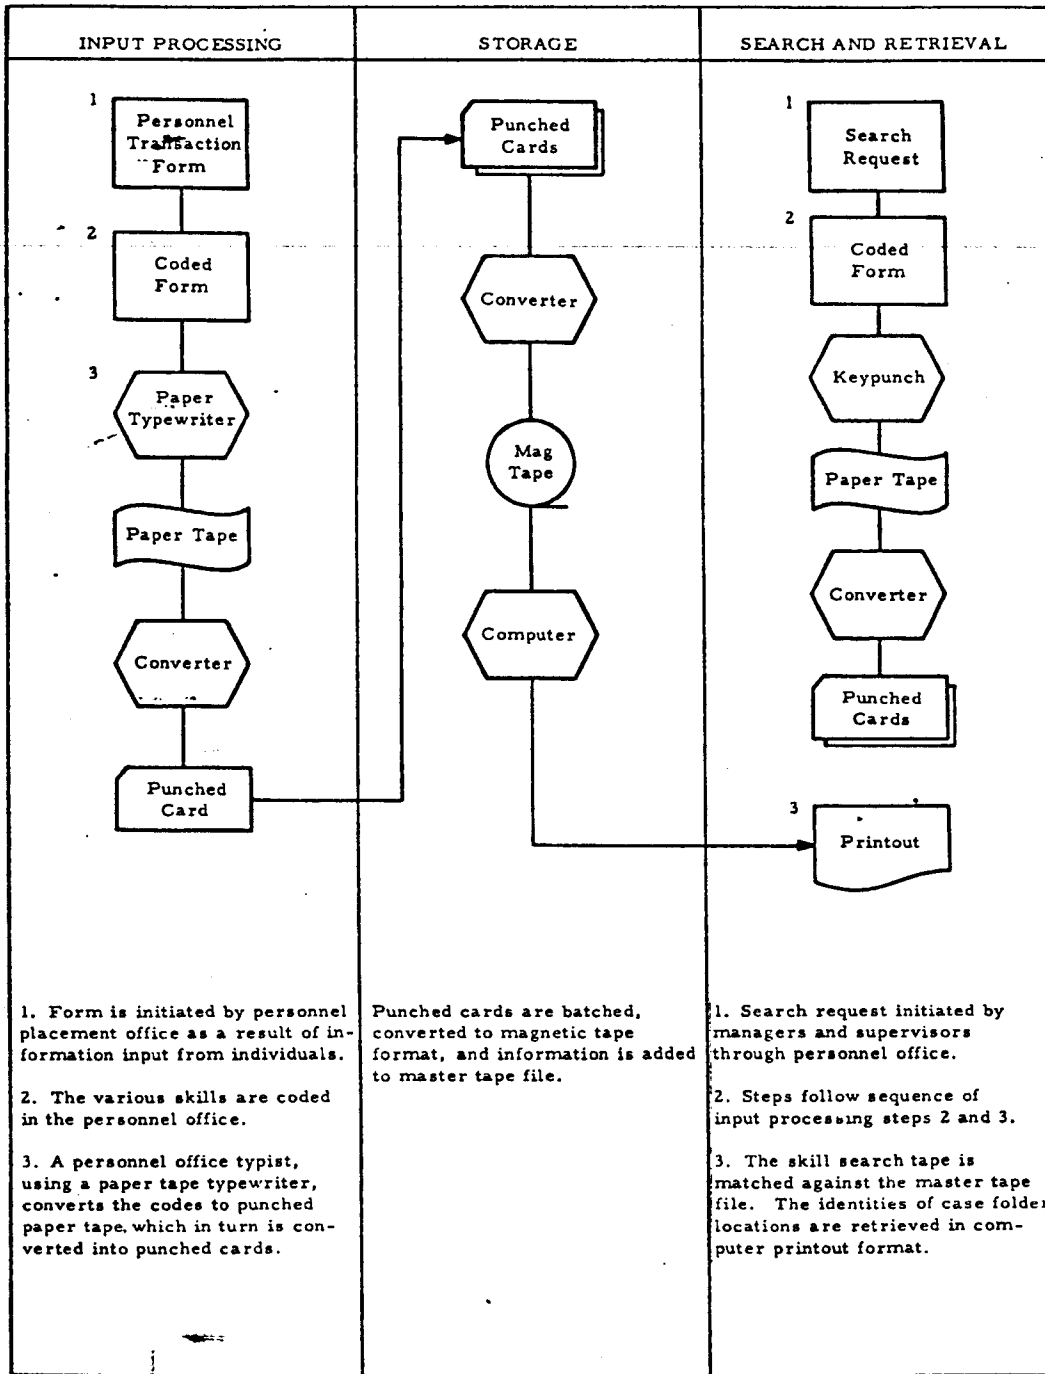 INPUT PROCESSING
1
Personnel
Transaction
Form
2
Coded
Form
3
Paper
Typewriter
Paper Tape
Converter
Punched
Card
1. Form is initiated by personnel
placement office as a result of in-
formation input from individuals.
2. The various skills are coded
in the personnel office.
3. A personnel office typist,
using a paper tape typewriter,
converts the codes to punched
paper tape, which in turn is con-
verted into punched cards.
STORAGE
Punched
Cards
Converter
Mag
Tape
Computer
Punched cards are batched,
converted to magnetic tape
format, and information is added
to master tape file.
SEARCH AND RETRIEVAL
1
Search
Request
2
Coded
Form
Keypunch
Paper Tape
Converter
Punched
Cards
3
Printout
1. Search request initiated by
managers and supervisors
through personnel office.
2. Steps follow sequence of
input processing steps 2 and 3.
3. The skill search tape is
matched against the master tape
file. The identities of case folder
locations are retrieved in com-
puter printout format.